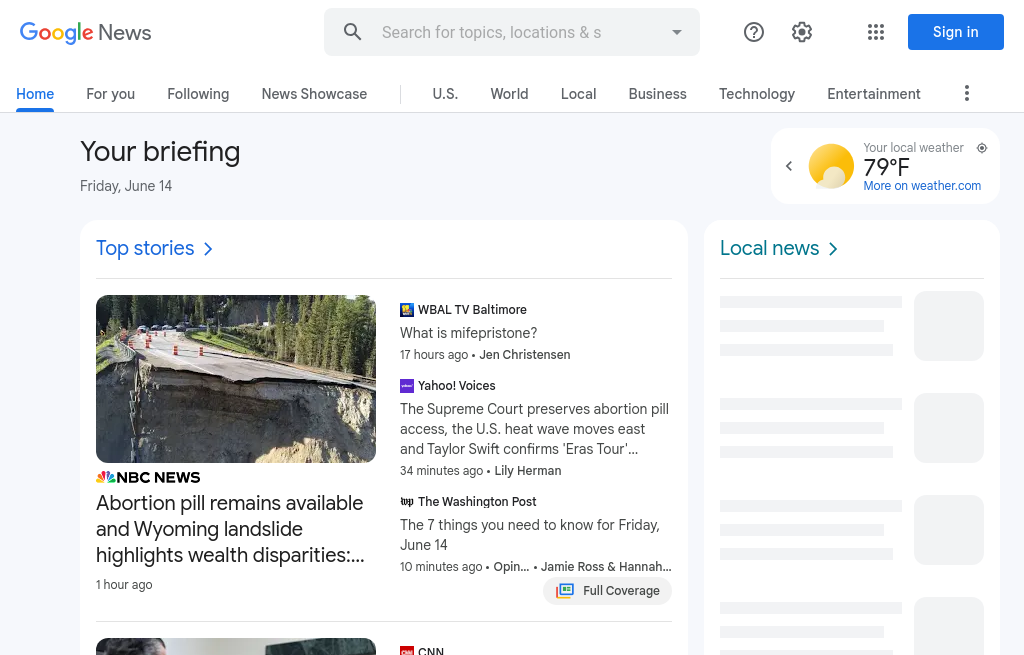 Google News
Search for topics, locations & s
Sign in
Home
For you
Following
News Showcase
U.S.
World
Local
Business
Technology
Entertainment
Your briefing
Friday, June 14
Your local weather
79°F
More on weather.com
Top stories
NBC NEWS
Abortion pill remains available
and Wyoming landslide
highlights wealth disparities:...
1 hour ago
WBAL TV Baltimore
What is mifepristone?
17 hours ago • Jen Christensen
Yahoo! Voices
The Supreme Court preserves abortion pill
access, the U.S. heat wave moves east
and Taylor Swift confirms 'Eras Tour'...
34 minutes ago • Lily Herman
The Washington Post
The 7 things you need to know for Friday,
June 14
10 minutes ago • Opin... • Jamie Ross & Hannah...
Full Coverage
CNN
Local news